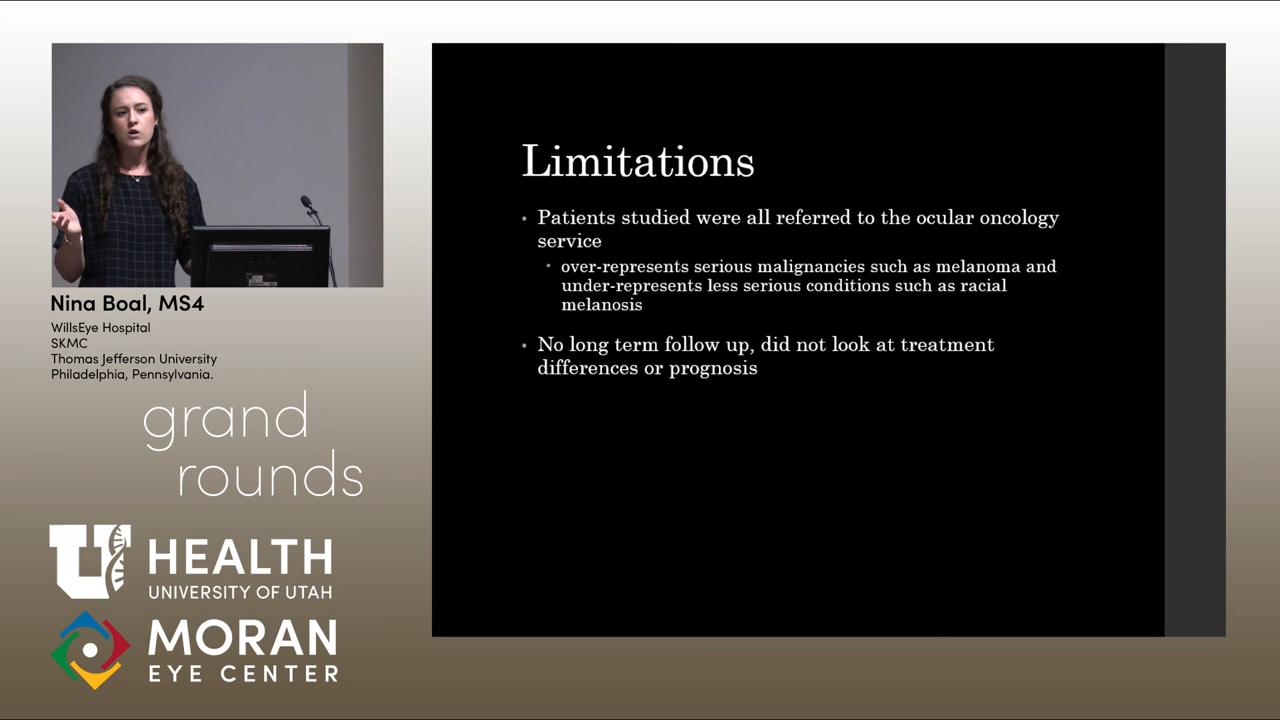 Nina Boal, MS4
WillsEye Hospital
SKMC
Thomas Jefferson University
Philadelphia, Pennsylvania.
grand
rounds
U HEALTH
UNIVERSITY OF UTAH
MORAN
EYE CENTER
Limitations
• Patients studied were all referred to the ocular oncology
service
• over-represents serious malignancies such as melanoma and
under-represents less serious conditions such as racial
melanosis
• No long term follow up, did not look at treatment
differences or prognosis